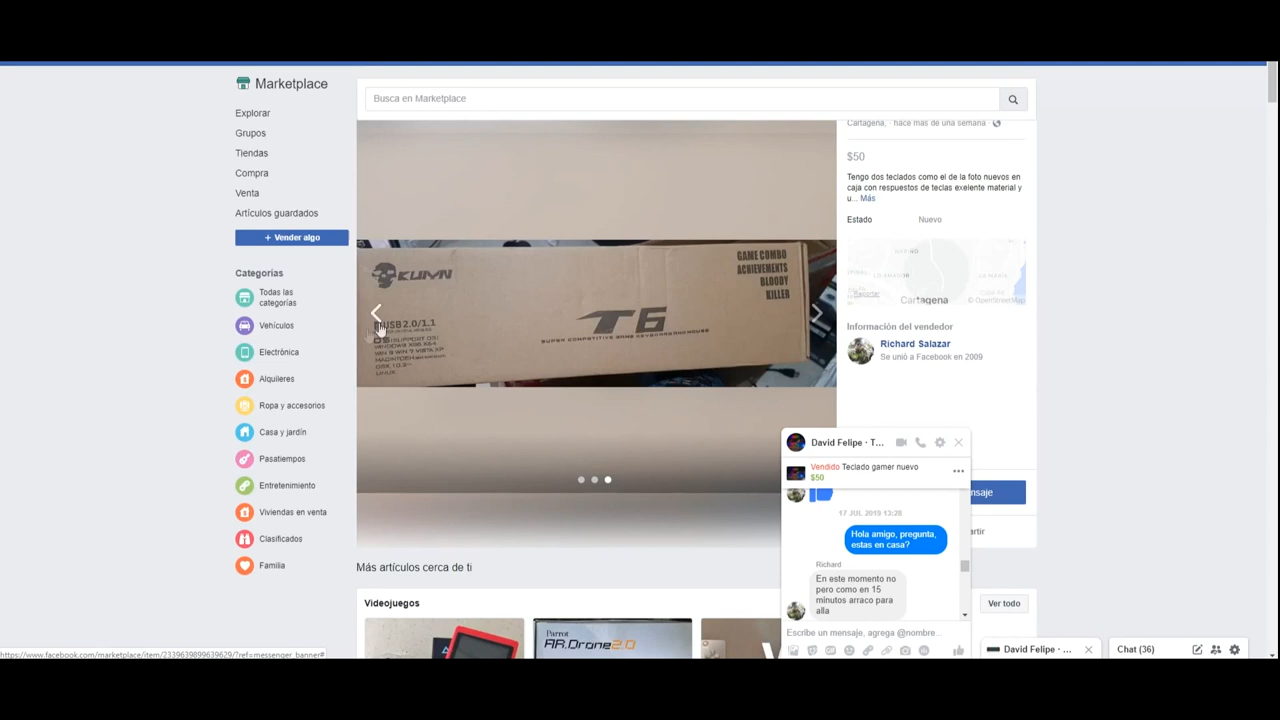 Marketplace
Busca en Marketplace
Explorar
Grupos
Tiendas
Compra
Venta
Artículos guardados
+ Vender algo
Categorías
Todas las
categorías
Vehículos
Electrónica
Alquileres
Ropa y accesorios
Casa y jardín
Pasatiempos
Entretenimiento
Viviendas en venta
Clasificados
Familia
GAME COMBO
ACHIEVEMENTS
BLOODY
KILLER
T6
USB2.0/1.1
LINUX
Cartagena, · hace más de una semana
$50
Tengo dos teclados como el de la foto nuevos en
caja con respuestos de teclas exelente material y
u... Más
Estado
Nuevo
Cartagena
© OpenStreetMap
Reportar
Información del vendedor
Richard Salazar
Se unió a Facebook en 2009
David Felipe · T...
Vendido Teclado gamer nuevo
$50
17 JUL 2019 13:28
Hola amigo, pregunta,
estas en casa?
Richard
En este momento no
pero como en 15
minutos arraco para
alla
Escribe un mensaje, agrega @nombre...
Más artículos cerca de ti
Videojuegos
Ver todo
Parrot
AR.Drone2.0
https://www.facebook.com/marketplace/item/2339639899639629/?ref=messenger_banner#
David Felipe · ...
Chat (36)